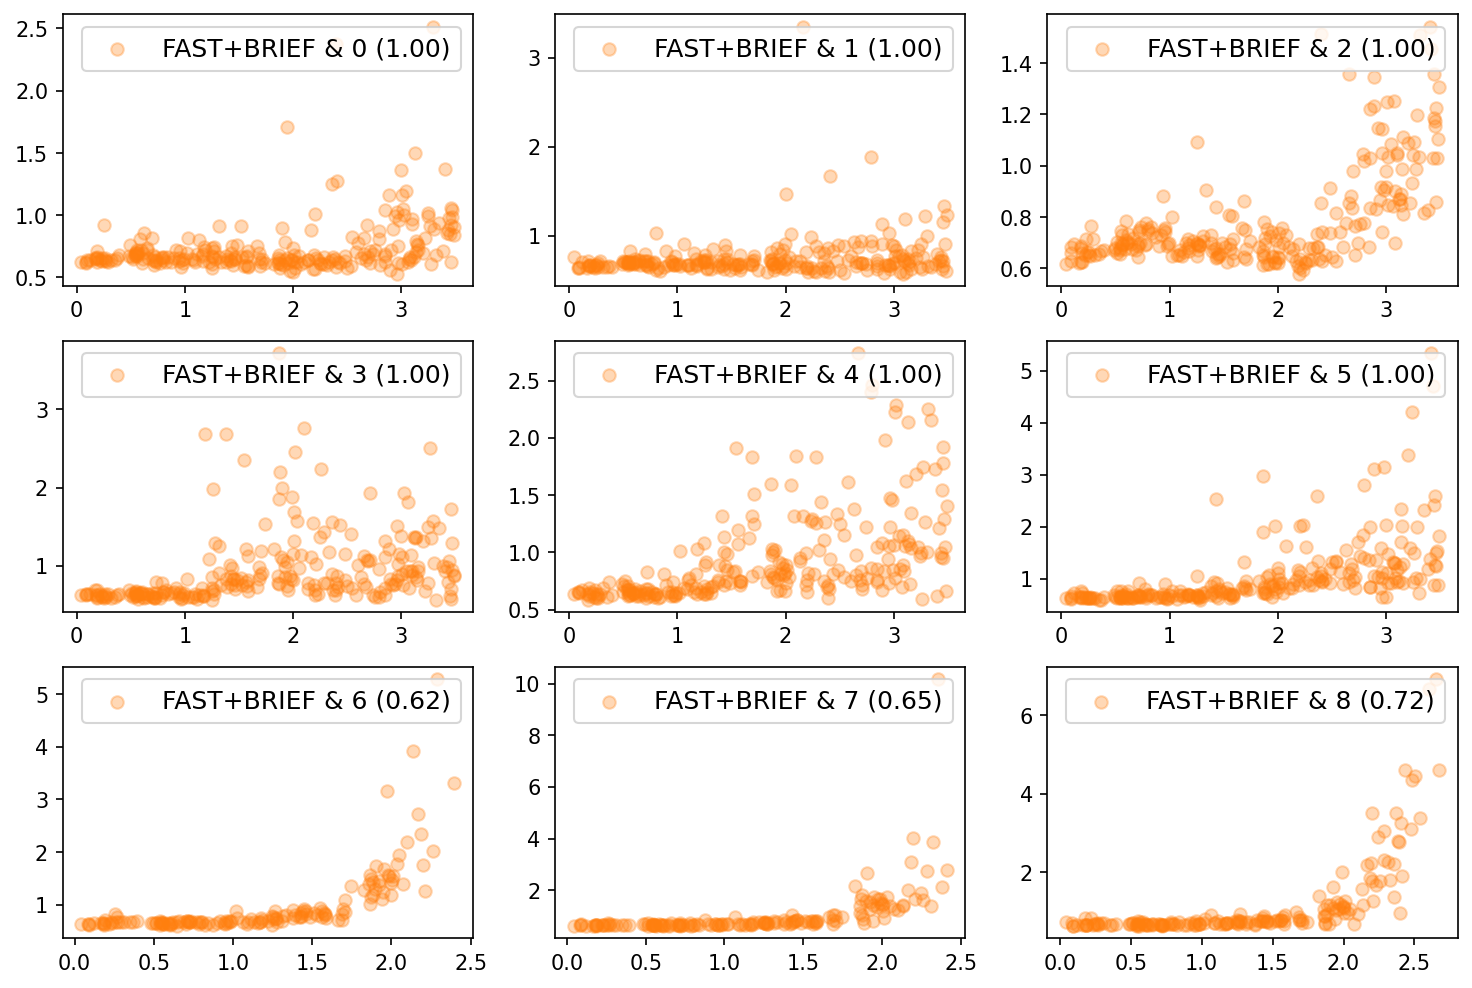 FAST+BRIEF & 0 (1.00)
2.5
2.0
1.5
1.0
0.5
0 1 2 3
FAST+BRIEF & 1 (1.00)
3
2
1
0 1 2 3
FAST+BRIEF & 2 (1.00)
1.4
1.2
1.0
0.8
0.6
0 1 2 3
FAST+BRIEF & 3 (1.00)
3
2
1
0 1 2 3
FAST+BRIEF & 4 (1.00)
2.5
2.0
1.5
1.0
0.5
0 1 2 3
FAST+BRIEF & 5 (1.00)
5
4
3
2
1
0 1 2 3
FAST+BRIEF & 6 (0.62)
5
4
3
2
1
0.0 0.5 1.0 1.5 2.0 2.5
FAST+BRIEF & 7 (0.65)
10
8
6
4
2
0.0 0.5 1.0 1.5 2.0 2.5
FAST+BRIEF & 8 (0.72)
6
4
2
0.0 0.5 1.0 1.5 2.0 2.5